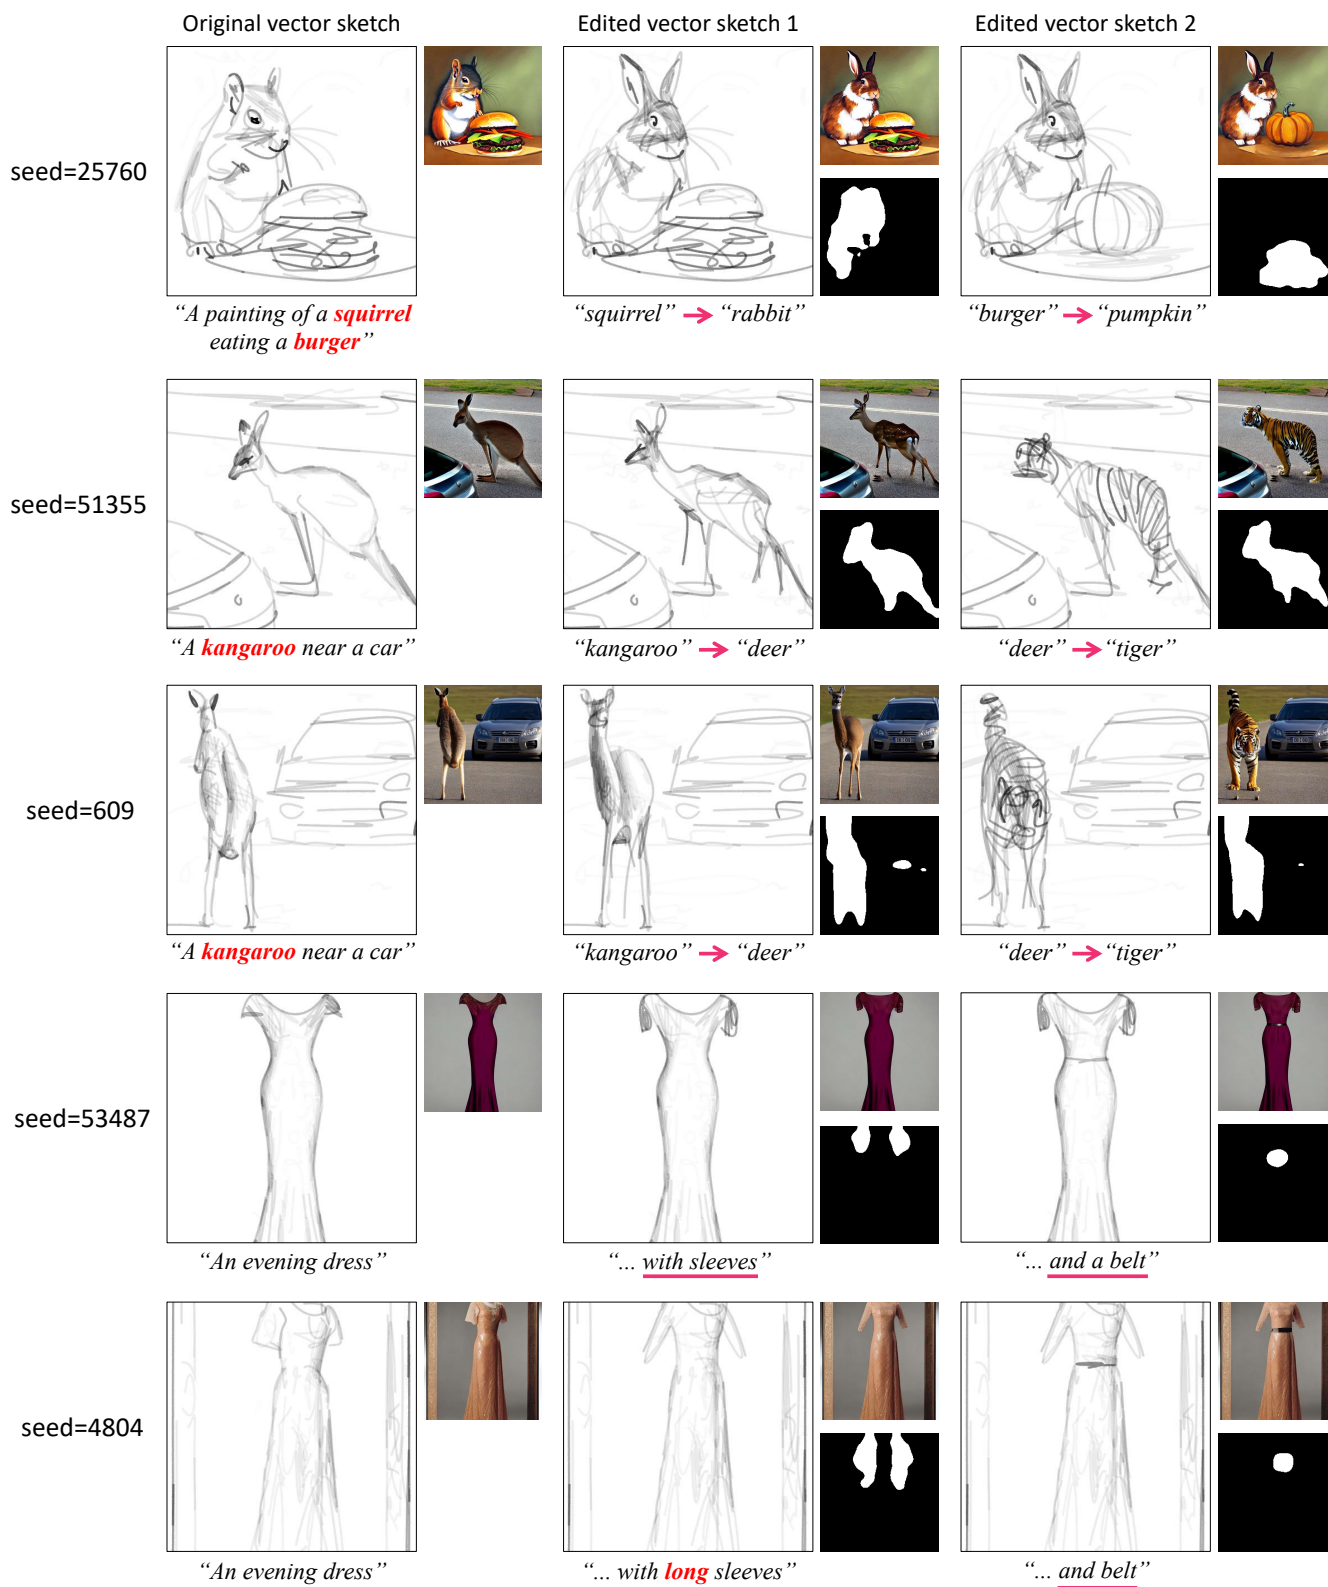 Original vector sketch
Edited vector sketch 1
Edited vector sketch 2
seed=25760
“A painting of a squirrel
eating a burger”
“squirrel” → “rabbit”
“burger” → “pumpkin”
seed=51355
“A kangaroo near a car”
“kangaroo” → “deer”
“deer” → “tiger”
seed=609
“A kangaroo near a car”
“kangaroo” → “deer”
“deer” → “tiger”
seed=53487
“An evening dress”
“... with sleeves”
“... and a belt”
seed=4804
“An evening dress”
“... with long sleeves”
“... and belt”